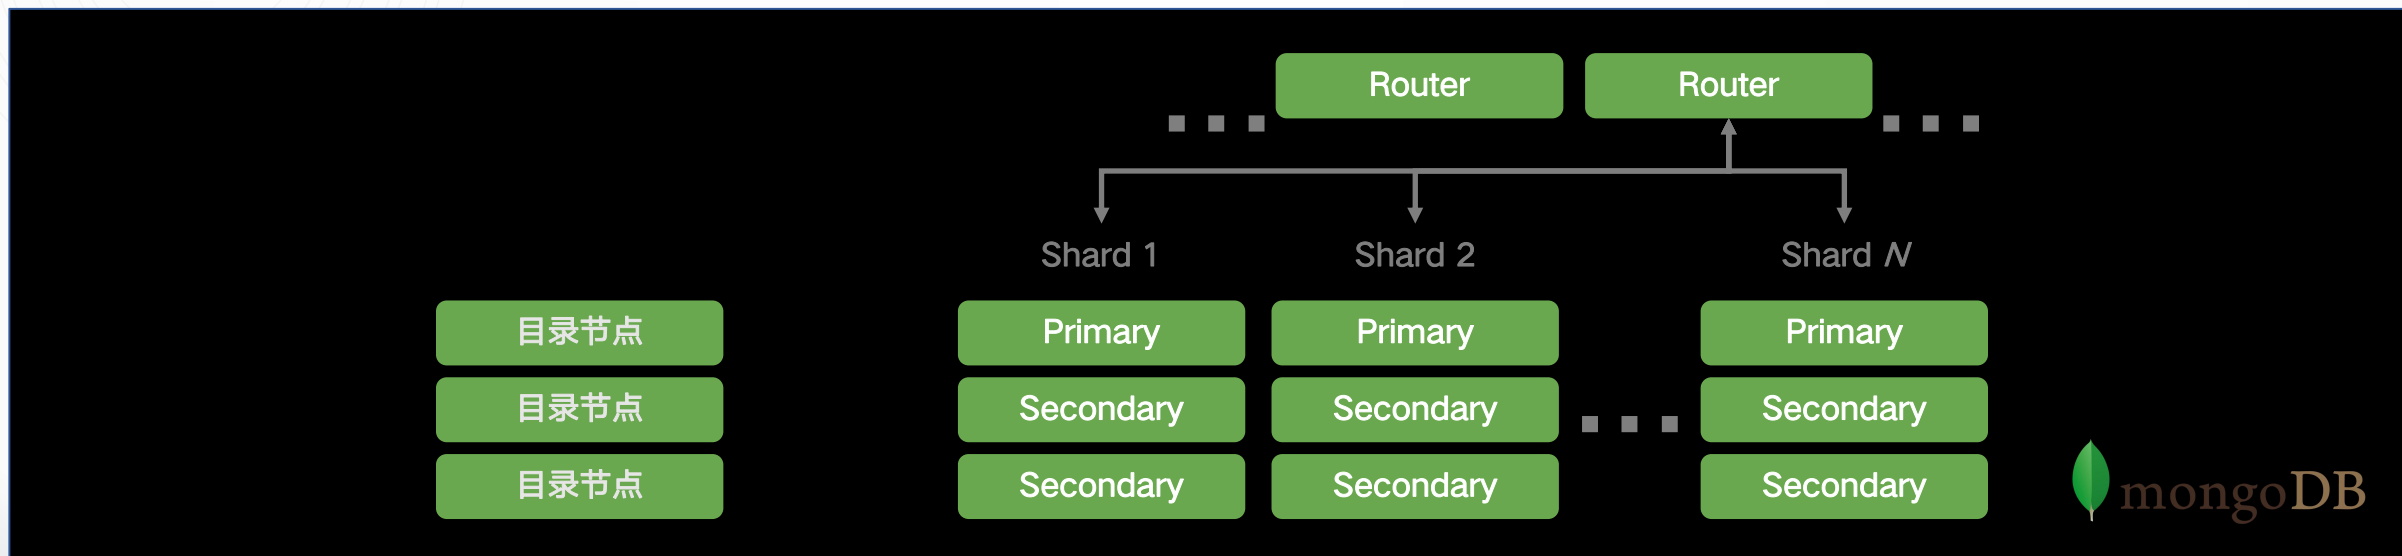 Router Router
Shard 1 Shard 2 Shard N
目录节点 Primary Primary Primary
目录节点 Secondary Secondary Secondary
目录节点 Secondary Secondary Secondary
mongoDB